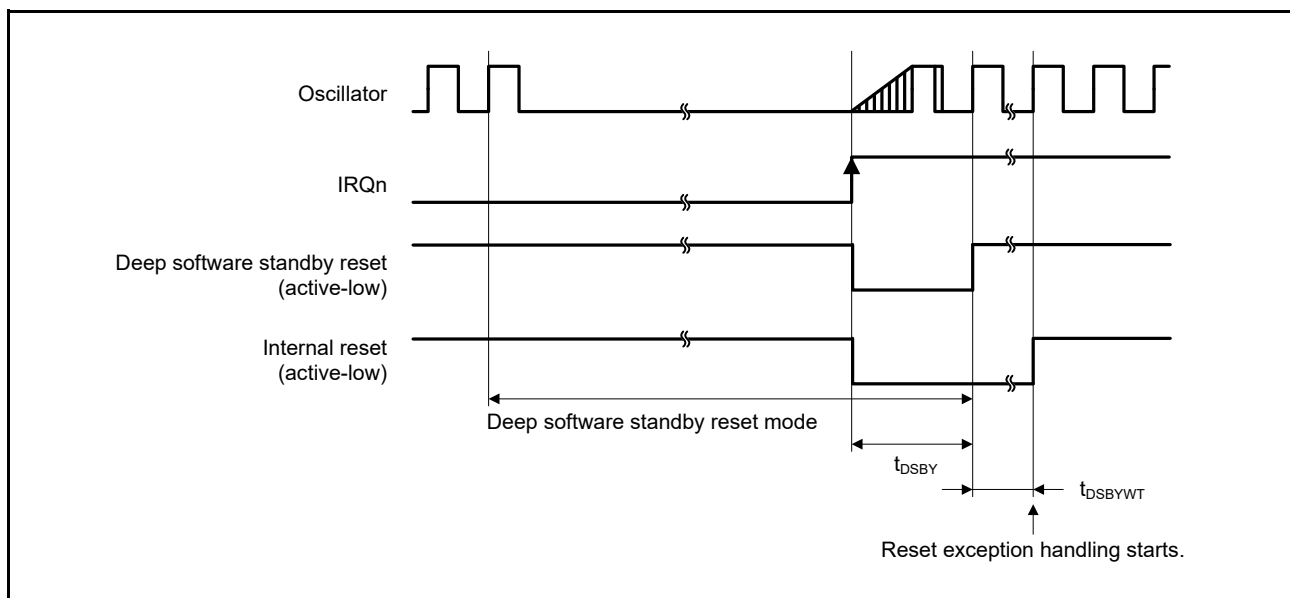 Oscillator
IRQn
Deep software standby reset
(active-low)
Internal reset
(active-low)
Deep software standby reset mode
tDSBY
tDSBYWT
Reset exception handling starts.